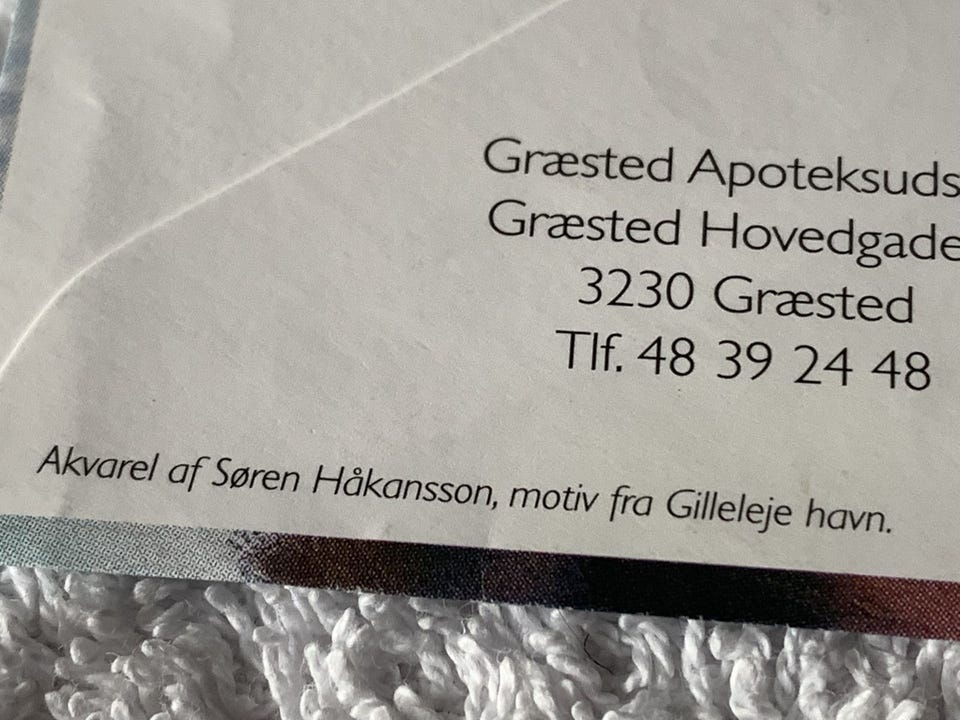 Græsted Apoteksuds
Græsted Hovedgade
3230 Græsted
Tlf. 48 39 24 48
Akvarel af Søren Håkansson, motiv fra Gilleleje havn.